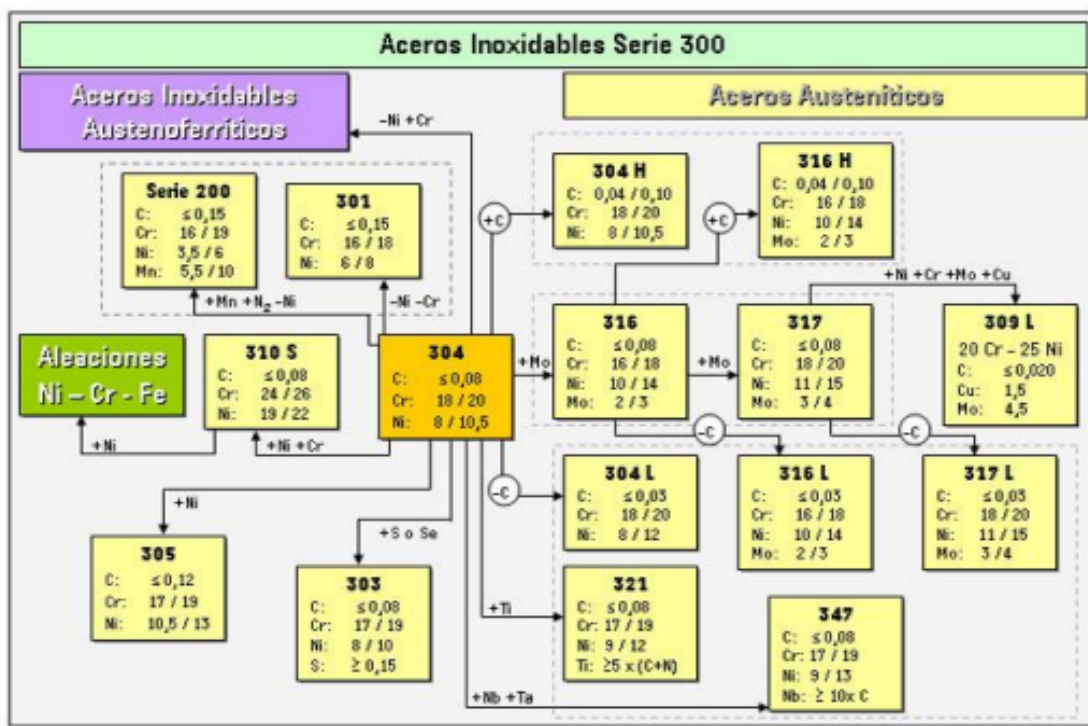 Aceros Inoxidables Serie 300
Aceros Inoxidables
Austenoferríticos
Aceros Austeníticos
-Ni +Cr
Serie 200
C: ≤0,15
Cr: 16 / 19
Ni: 3,5 / 6
Mn: 5,5 / 10
301
C: ≤0,15
Cr: 16 / 18
Ni: 6 / 8
304 H
C: 0,04 / 0,10
Cr: 18 / 20
Ni: 8 / 10,5
316 H
C: 0,04 / 0,10
Cr: 16 / 18
Ni: 10 / 14
Mo: 2 / 3
+C
+C
+Mn +N2 -Ni
-Ni -Cr
+Ni +Cr +Mo +Cu
Aleaciones
Ni – Cr - Fe
310 S
C: ≤0,08
Cr: 24 / 26
Ni: 19 / 22
304
C: ≤0,08
Cr: 18 / 20
Ni: 8 / 10,5
+Mo
316
C: ≤0,08
Cr: 16 / 18
Ni: 10 / 14
Mo: 2 / 3
+Mo
317
C: ≤0,08
Cr: 18 / 20
Ni: 11 / 15
Mo: 3 / 4
309 L
20 Cr – 25 Ni
C: ≤0,020
Cu: 1,5
Mo: 4,5
+Ni
+Ni +Cr
-C
-C
-C
304 L
C: ≤0,03
Cr: 18 / 20
Ni: 8 / 12
316 L
C: ≤0,03
Cr: 16 / 18
Ni: 10 / 14
Mo: 2 / 3
317 L
C: ≤0,03
Cr: 18 / 20
Ni: 11 / 15
Mo: 3 / 4
+Ni
+S o Se
305
C: ≤0,12
Cr: 17 / 19
Ni: 10,5 / 13
303
C: ≤0,08
Cr: 17 / 19
Ni: 8 / 10
S: ≥ 0,15
+Ti
321
C: ≤0,08
Cr: 17 / 19
Ni: 9 / 12
Ti: ≥5 x (C+N)
347
C: ≤0,08
Cr: 17 / 19
Ni: 9 / 13
Nb: ≥ 10x C
+Nb +Ta